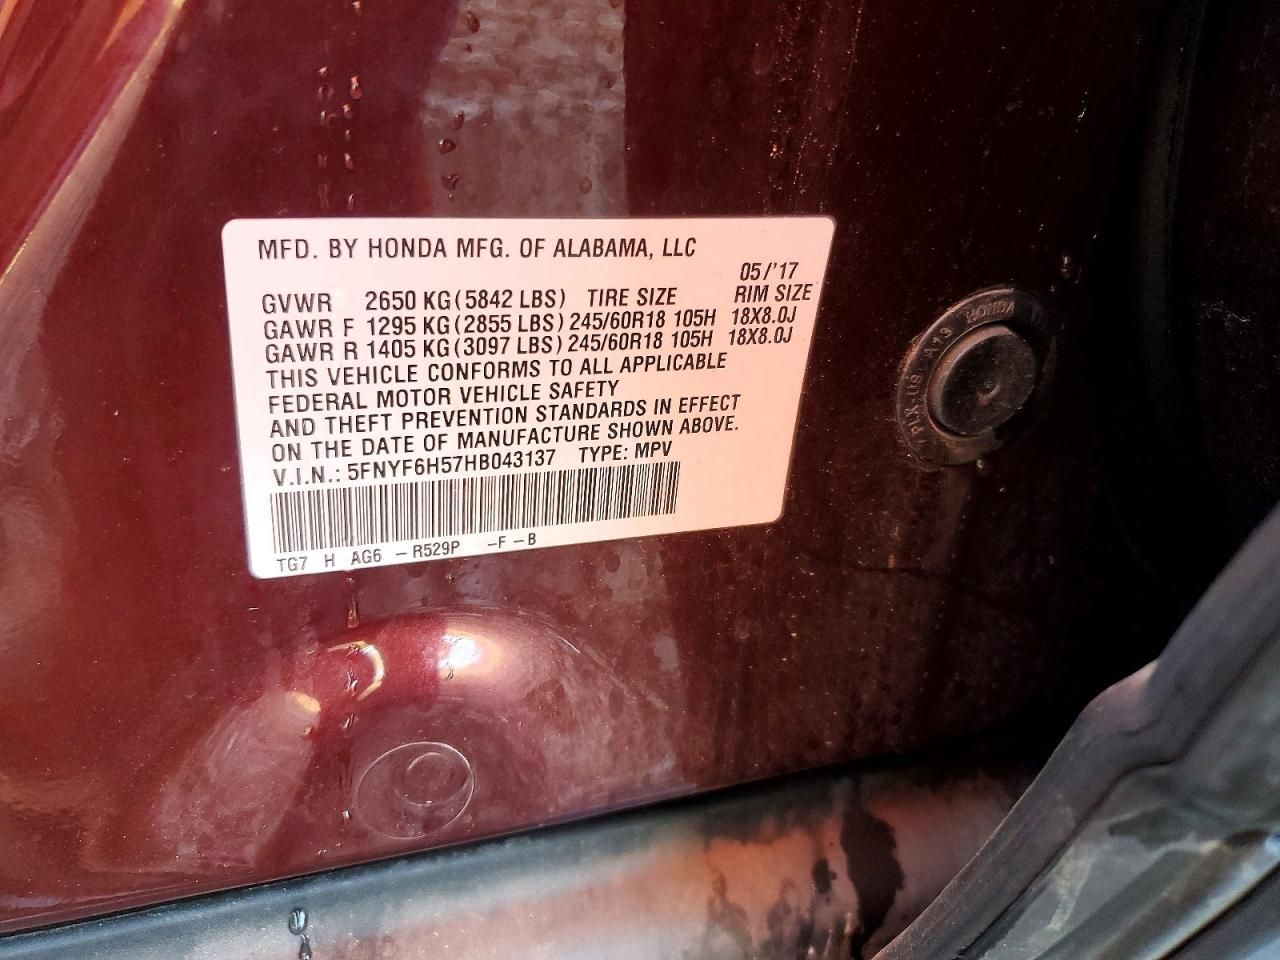 MFD. BY HONDA MFG. OF ALABAMA, LLC
05/'17
GVWR 2650 KG (5842 LBS) TIRE SIZE RIM SIZE
GAWR F 1295 KG (2855 LBS) 245/60R18 105H 18X8.0J
GAWR R 1405 KG (3097 LBS) 245/60R18 105H 18X8.0J
THIS VEHICLE CONFORMS TO ALL APPLICABLE
FEDERAL MOTOR VEHICLE SAFETY
AND THEFT PREVENTION STANDARDS IN EFFECT
ON THE DATE OF MANUFACTURE SHOWN ABOVE.
V.I.N.: 5FNYF6H57HB043137 TYPE: MPV
TG7 H AG6 -R529P -F-B
A13 HONDA